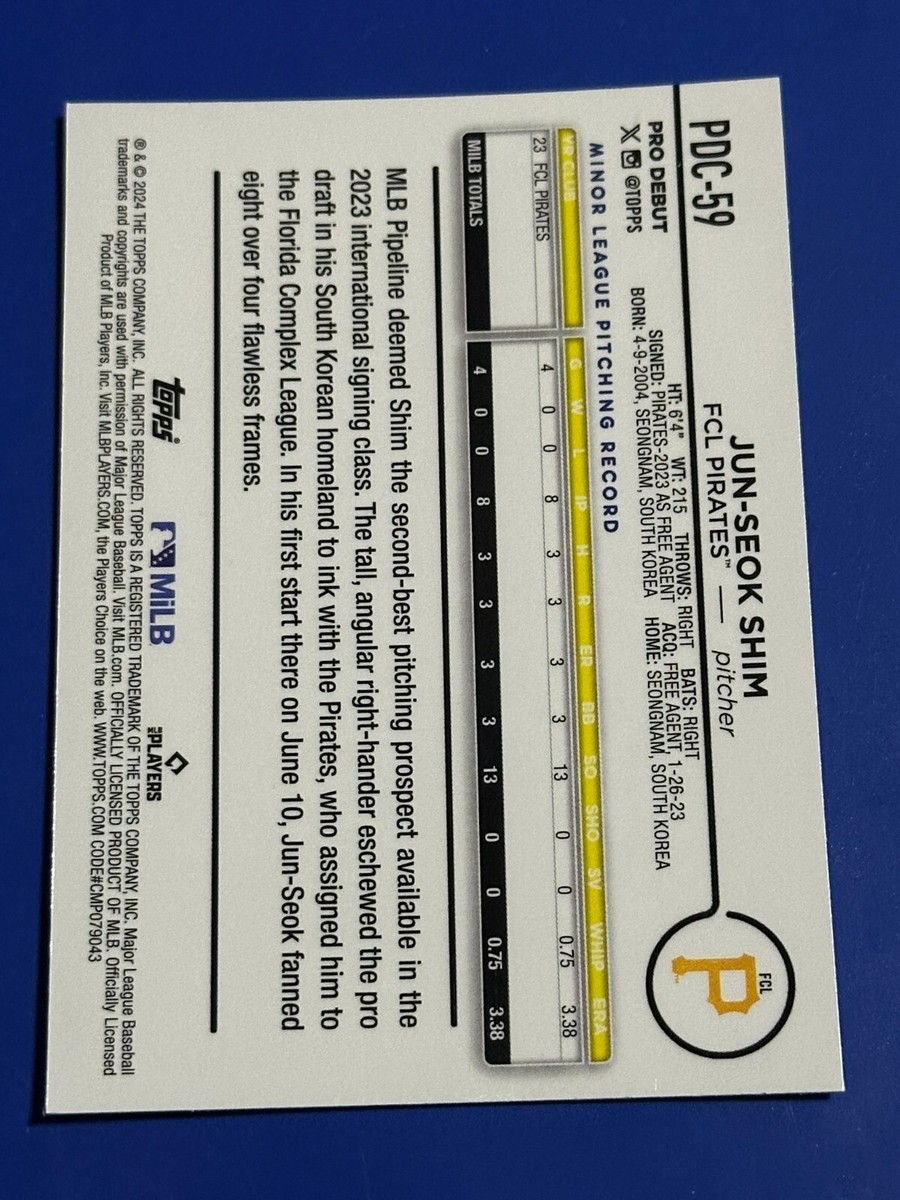 PDC-59
JUN-SEOK SHIM
FCL PIRATES™ — pitcher
FCL
P
PRO DEBUT
@TOPPS
HT: 6'4" WT: 215 THROWS: RIGHT BATS: RIGHT
SIGNED: PIRATES-2023 AS FREE AGENT ACQ: FREE AGENT, 1-26-23
BORN: 4-9-2004, SEONGNAM, SOUTH KOREA HOME: SEONGNAM, SOUTH KOREA
MINOR LEAGUE PITCHING RECORD
YR CLUB G W L IP H R ER BB SO SHO SV WHIP ERA
23 FCL PIRATES 4 0 0 8 3 3 3 3 13 0 0 0.75 3.38
MILB TOTALS 4 0 0 8 3 3 3 3 13 0 0 0.75 3.38
MLB Pipeline deemed Shim the second-best pitching prospect available in the
2023 international signing class. The tall, angular right-hander eschewed the pro
draft in his South Korean homeland to ink with the Pirates, who assigned him to
the Florida Complex League. In his first start there on June 10, Jun-Seok fanned
eight over four flawless frames.
topps MiLB MLB PLAYERS
® & © 2024 THE TOPPS COMPANY, INC. ALL RIGHTS RESERVED. TOPPS IS A REGISTERED TRADEMARK OF THE TOPPS COMPANY, INC. Major League Baseball
trademarks and copyrights are used with permission of Major League Baseball. Visit MLB.com. OFFICIALLY LICENSED PRODUCT OF MLB. Officially Licensed
Product of MLB Players, Inc. Visit MLBPLAYERS.COM, the Players Choice on the web. WWW.TOPPS.COM CODE#CMP079043